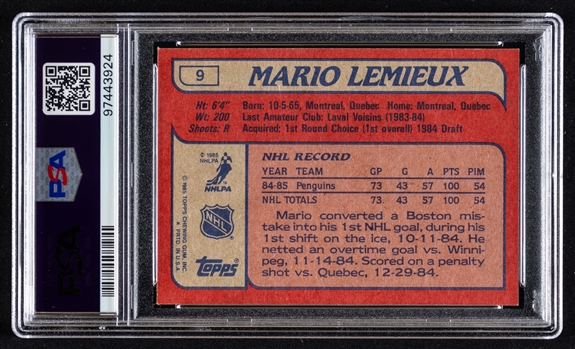 97443924
PSA
9
MARIO LEMIEUX
Ht: 6'4" Born: 10-5-65, Montreal, Quebec Home: Montreal, Quebec
Wt: 200 Last Amateur Club: Laval Voisins (1983-84)
Shoots: R Acquired: 1st Round Choice (1st overall) 1984 Draft
© 1985 NHLPA
NHLPA
NHL
Topps®
© 1985 TOPPS CHEWING GUM, INC.
★ PRTD. IN U.S.A.
NHL RECORD
YEAR TEAM GP G A PTS PIM
84-85 Penguins 73 43 57 100 54
NHL TOTALS 73 43 57 100 54
Mario converted a Boston mis-
take into his 1st NHL goal, during his
1st shift on the ice, 10-11-84. He
netted an overtime goal vs. Winni-
peg, 11-14-84. Scored on a penalty
shot vs. Quebec, 12-29-84.